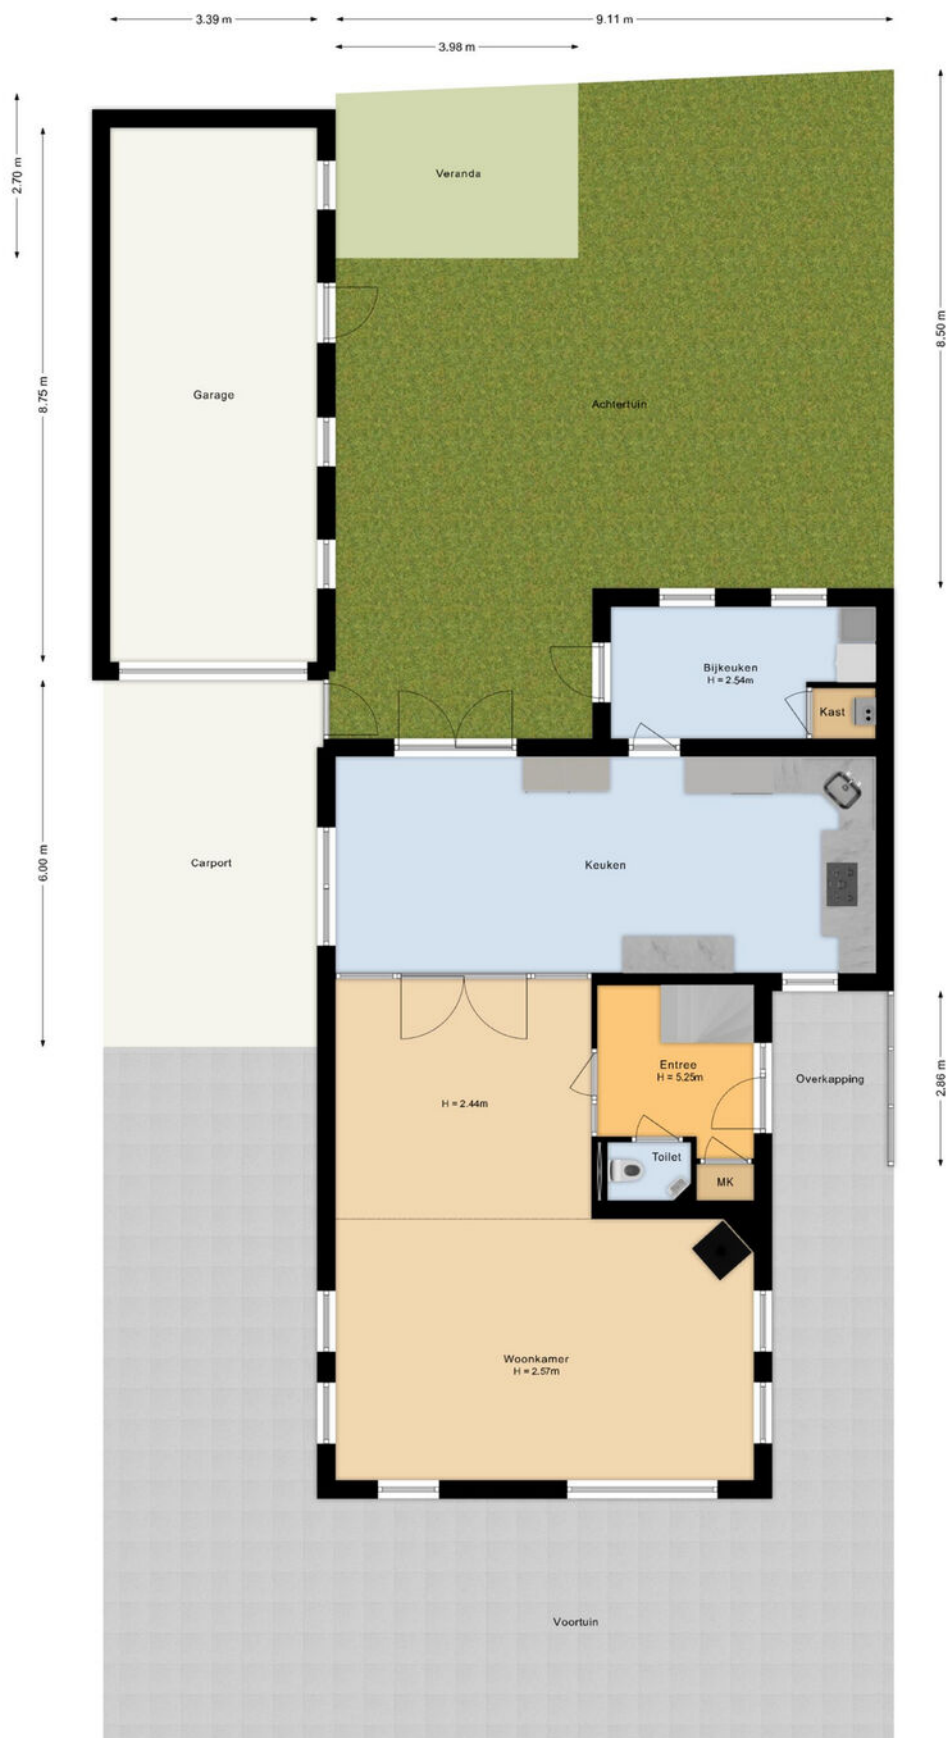 3.39 m
9.11 m
3.98 m
2.70 m
Veranda
8.50 m
8.75 m
Garage
Achtertuin
Bijkeuken
H = 2.54m
Kast
6.00 m
Carport
Keuken
Entree
H = 5.25m
Overkapping
2.86 m
H = 2.44m
Toilet
MK
Woonkamer
H = 2.57m
Voortuin